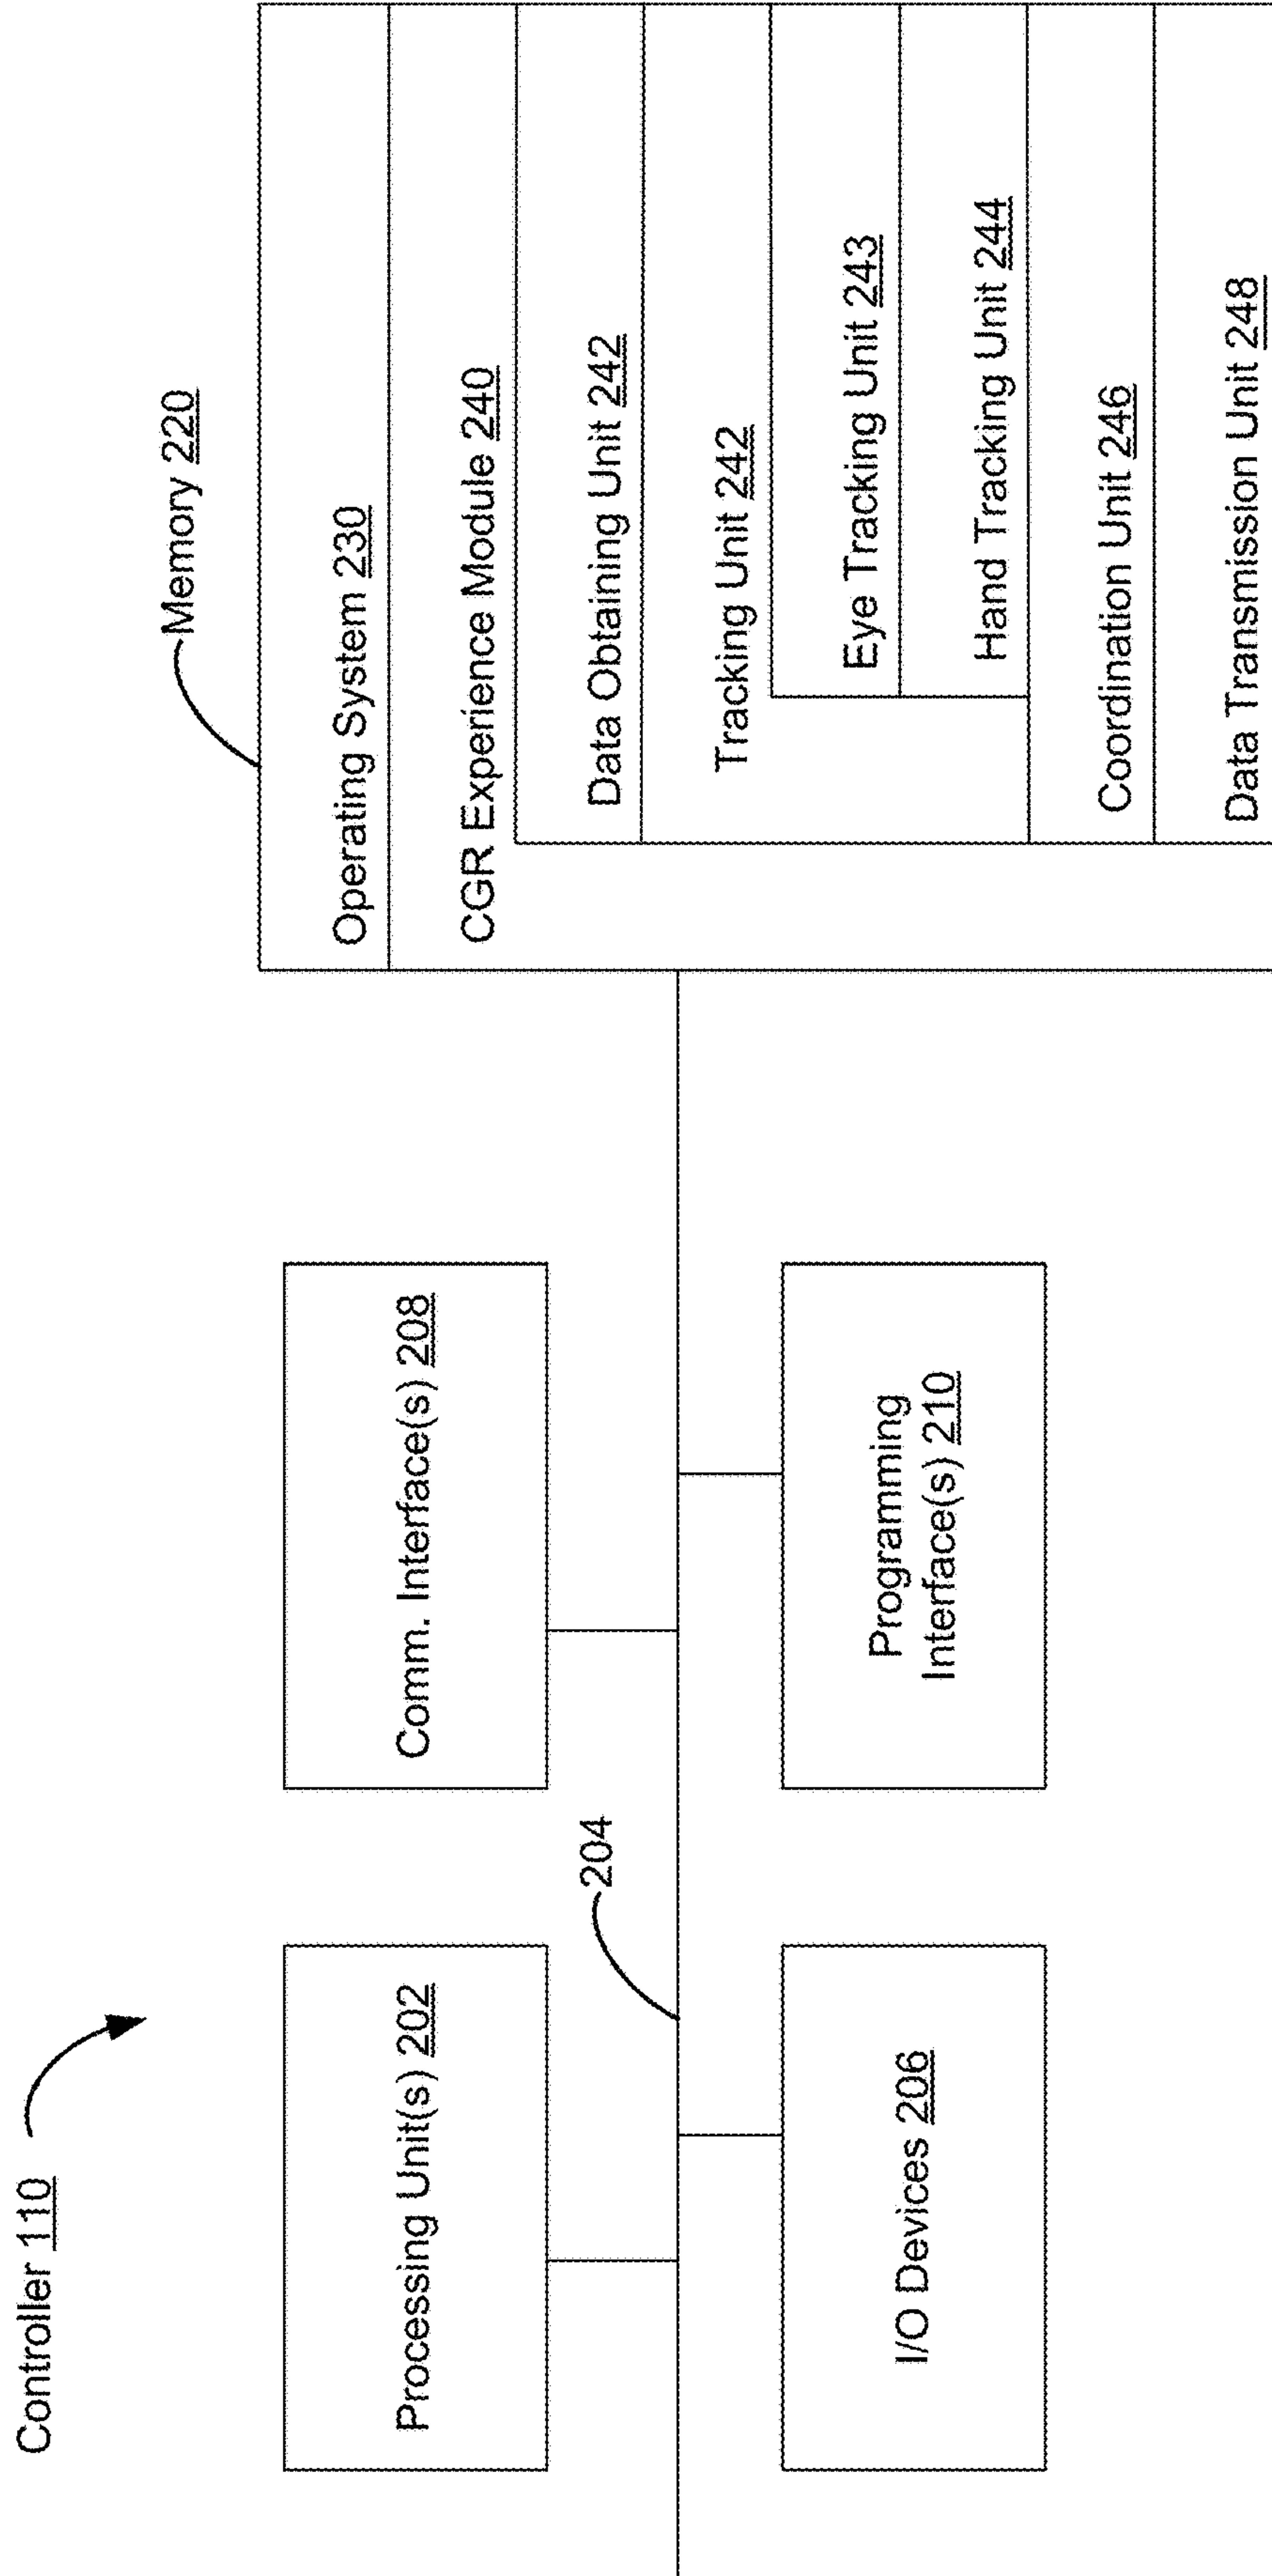 Controller 110
Processing Unit(s) 202
Comm. Interface(s) 208
204
I/O Devices 206
Programming
Interface(s) 210
Memory 220
Operating System 230
CGR Experience Module 240
Data Obtaining Unit 242
Tracking Unit 242
Eye Tracking Unit 243
Hand Tracking Unit 244
Coordination Unit 246
Data Transmission Unit 248